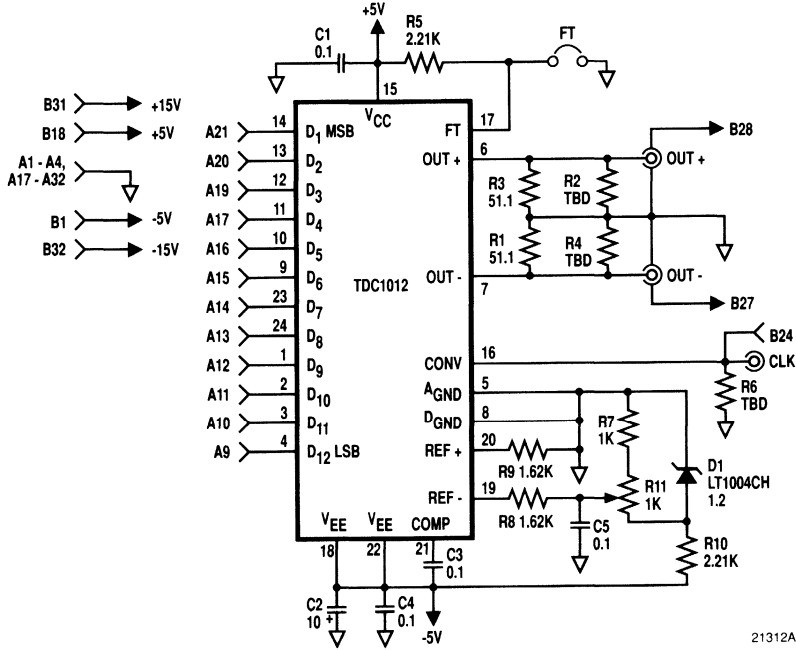 +5V
C1
0.1
R5
2.21K
FT
15
VCC
B31 +15V
B18 +5V
A1 - A4,
A17 - A32
B1 -5V
B32 -15V
A21 14 D1 MSB
A20 13 D2
A19 12 D3
A17 11 D4
A16 10 D5
A15 9 D6
A14 23 D7
A13 24 D8
A12 1 D9
A11 2 D10
A10 3 D11
A9 4 D12 LSB
TDC1012
FT 17
OUT + 6
OUT - 7
CONV 16
AGND 5
DGND 8
REF + 20
REF - 19
B28
OUT +
R3
51.1
R2
TBD
R1
51.1
R4
TBD
OUT -
B27
B24
CLK
R6
TBD
R7
1K
R9 1.62K
D1
LT1004CH
1.2
R11
1K
R8 1.62K
C5
0.1
R10
2.21K
VEE VEE COMP
18 22 21
C3
0.1
C2
10 +
C4
0.1
-5V
21312A